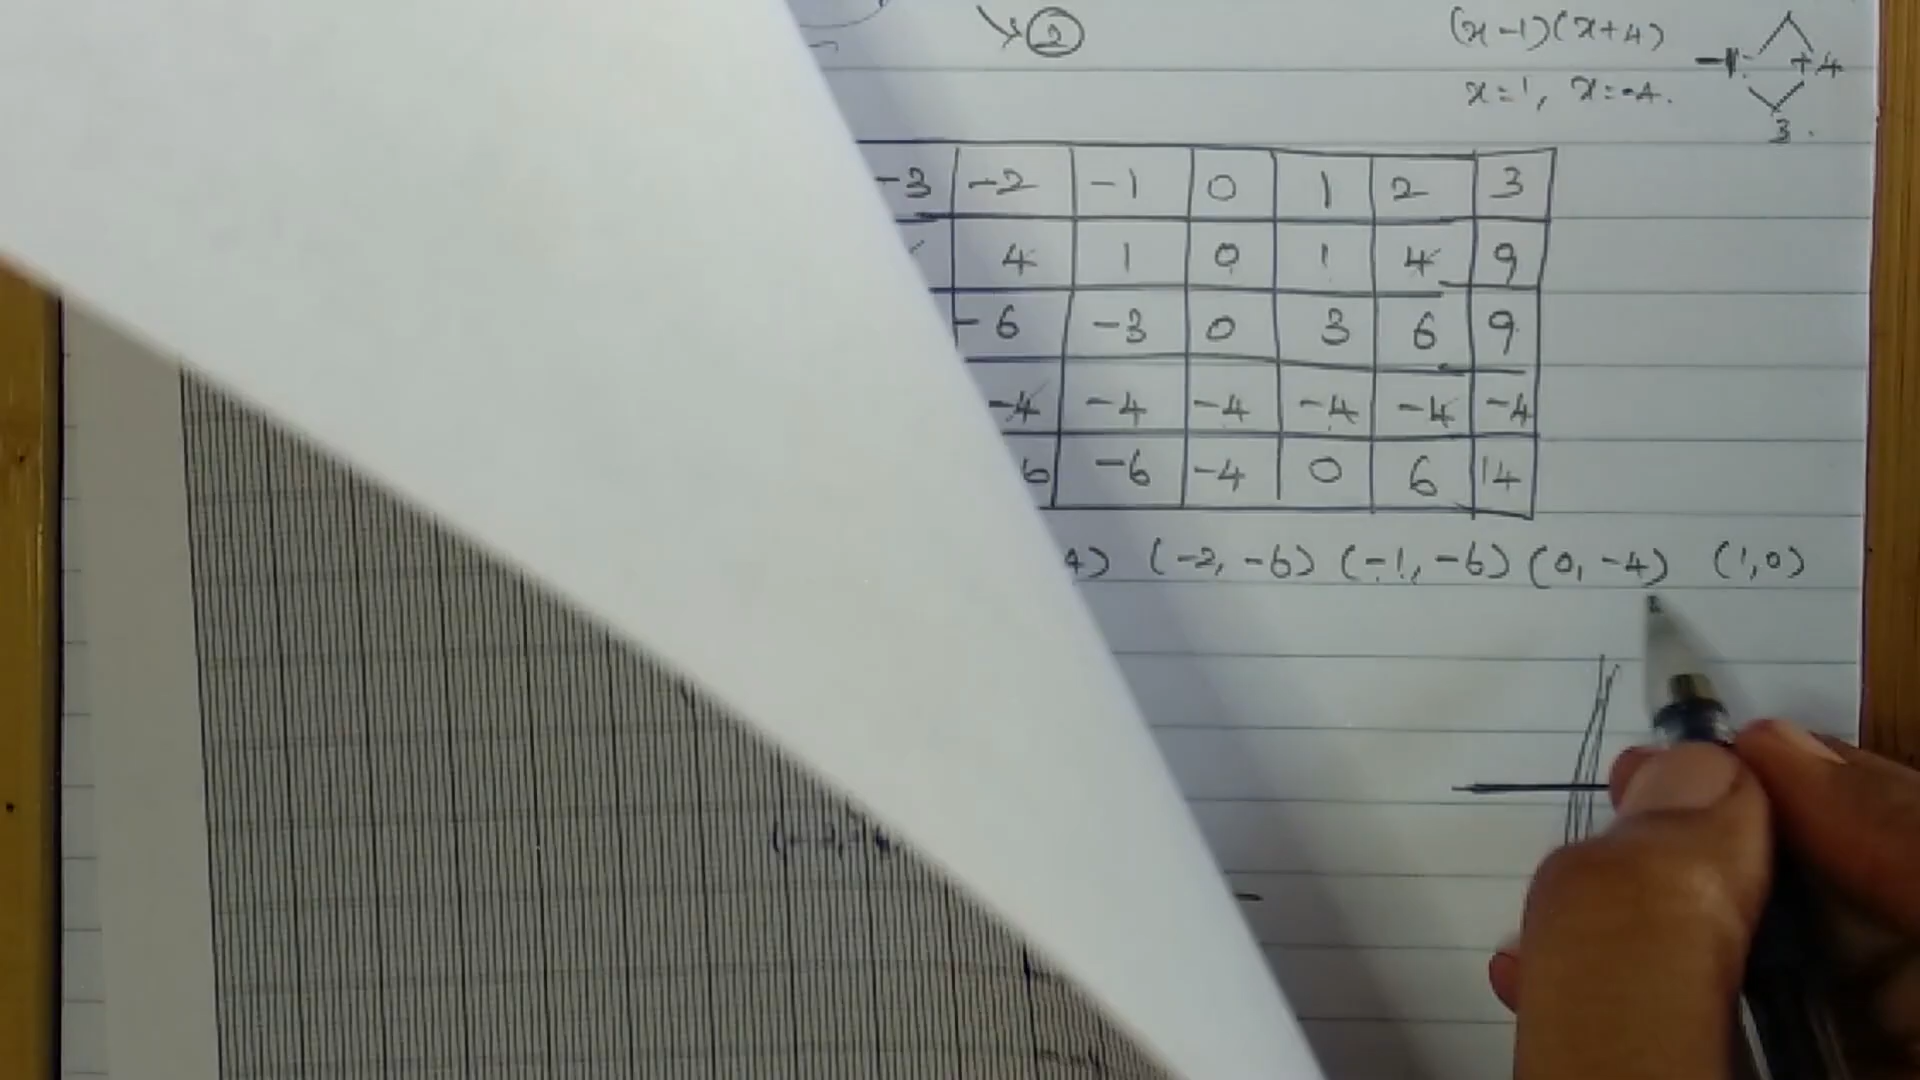 ② (x-1)(x+4)
-1 +4
x=1, x=-4.
3.
-3 -2 -1 0 1 2 3
4 1 0 1 4 9
-6 -3 0 3 6 9
-4 -4 -4 -4 -4 -4
6 -6 -4 0 6 14
4) (-2, -6) (-1, -6) (0, -4) (1,0)